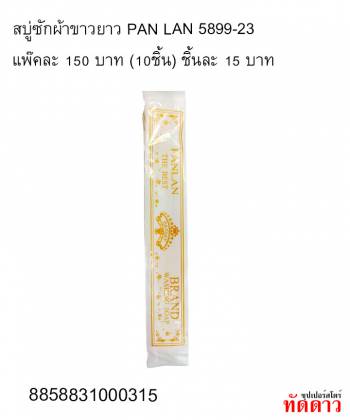 สบู่ซักผ้าขาวยาว PAN LAN 5899-23
แพ๊คละ 150 บาท (10ชิ้น) ชิ้นละ 15 บาท
PANLAN
THE BEST
BRAND
WASHING SOAP
8858831000315
ซุปเปอร์สโตร์
ทัดดาว